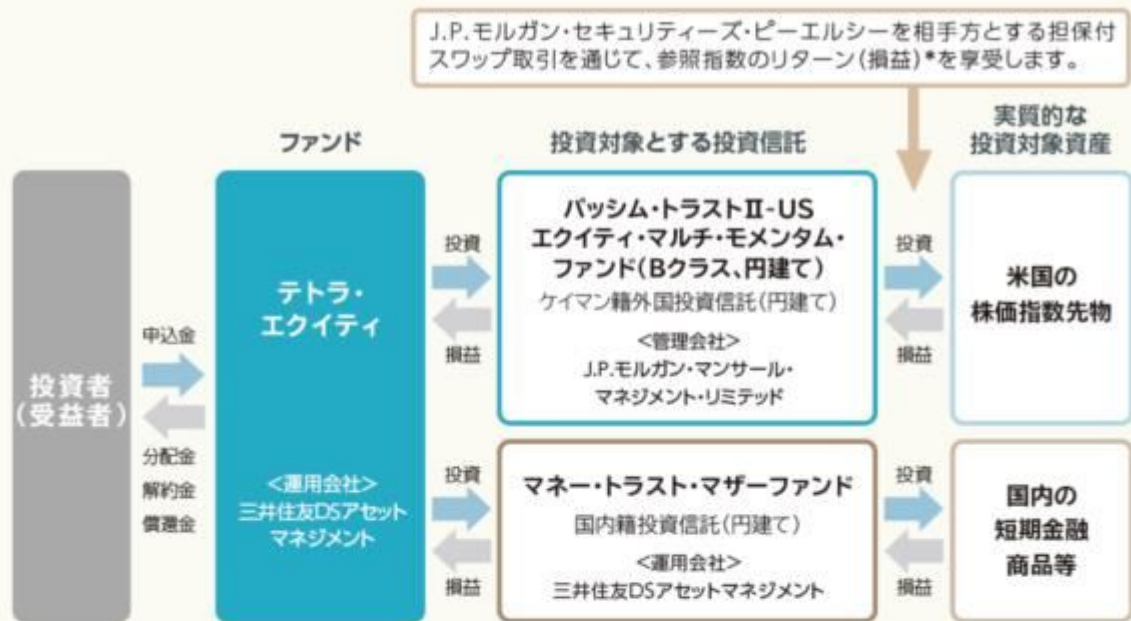 J.P.モルガン・セキュリティーズ・ピーエルシーを相手方とする担保付
スワップ取引を通じて、参照指数のリターン(損益)*を享受します。
ファンド
投資対象とする投資信託
実質的な
投資対象資産
投資者
(受益者)
申込金
分配金
解約金
償還金
テトラ・
エクイティ
<運用会社>
三井住友DSアセット
マネジメント
投資
損益
バッシム・トラストⅡ-US
エクイティ・マルチ・モメンタム・
ファンド(Bクラス、円建て)
ケイマン籍外国投資信託(円建て)
<管理会社>
J.P.モルガン・マンサール・
マネジメント・リミテッド
投資
損益
米国の
株価指数先物
投資
損益
マネー・トラスト・マザーファンド
国内籍投資信託(円建て)
<運用会社>
三井住友DSアセットマネジメント
投資
損益
国内の
短期金融
商品等